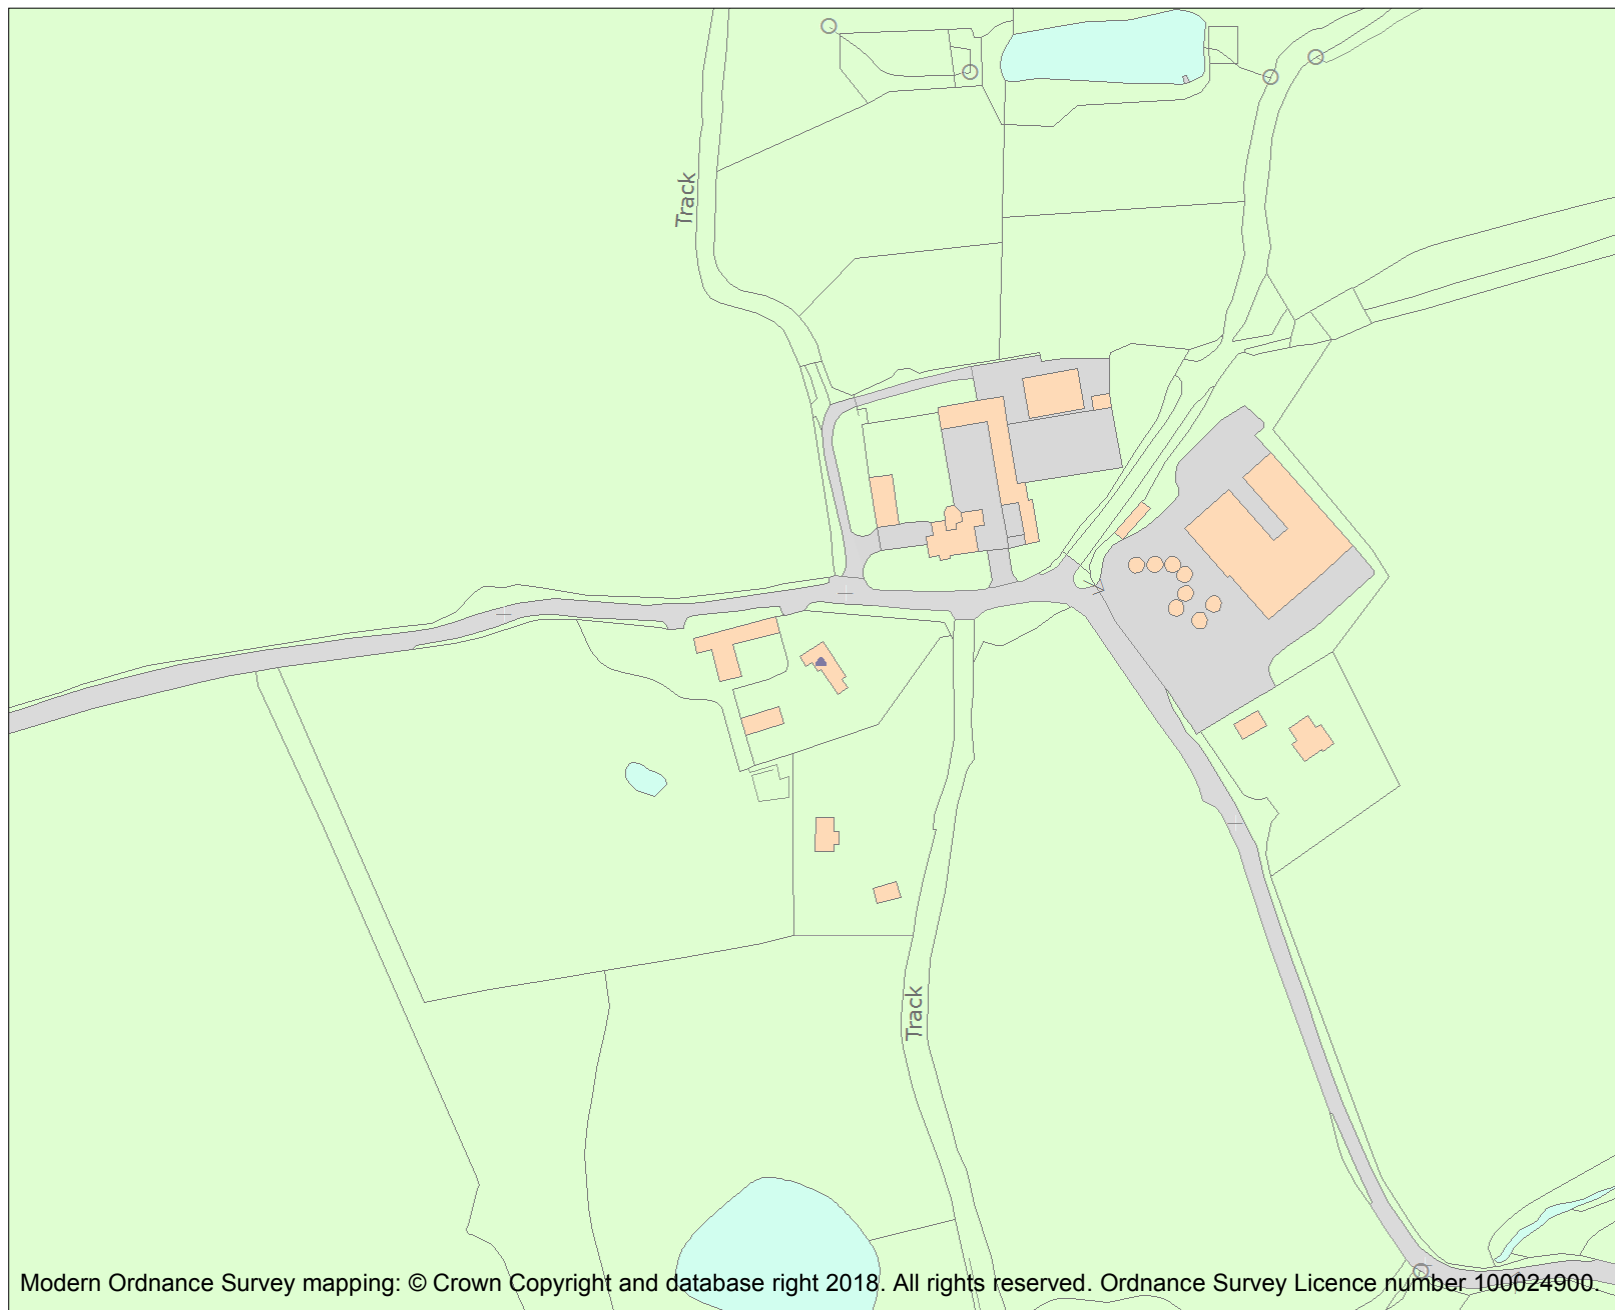 Track
Track
Modern Ordnance Survey mapping: © Crown Copyright and database right 2018. All rights reserved. Ordnance Survey Licence number 100024900.